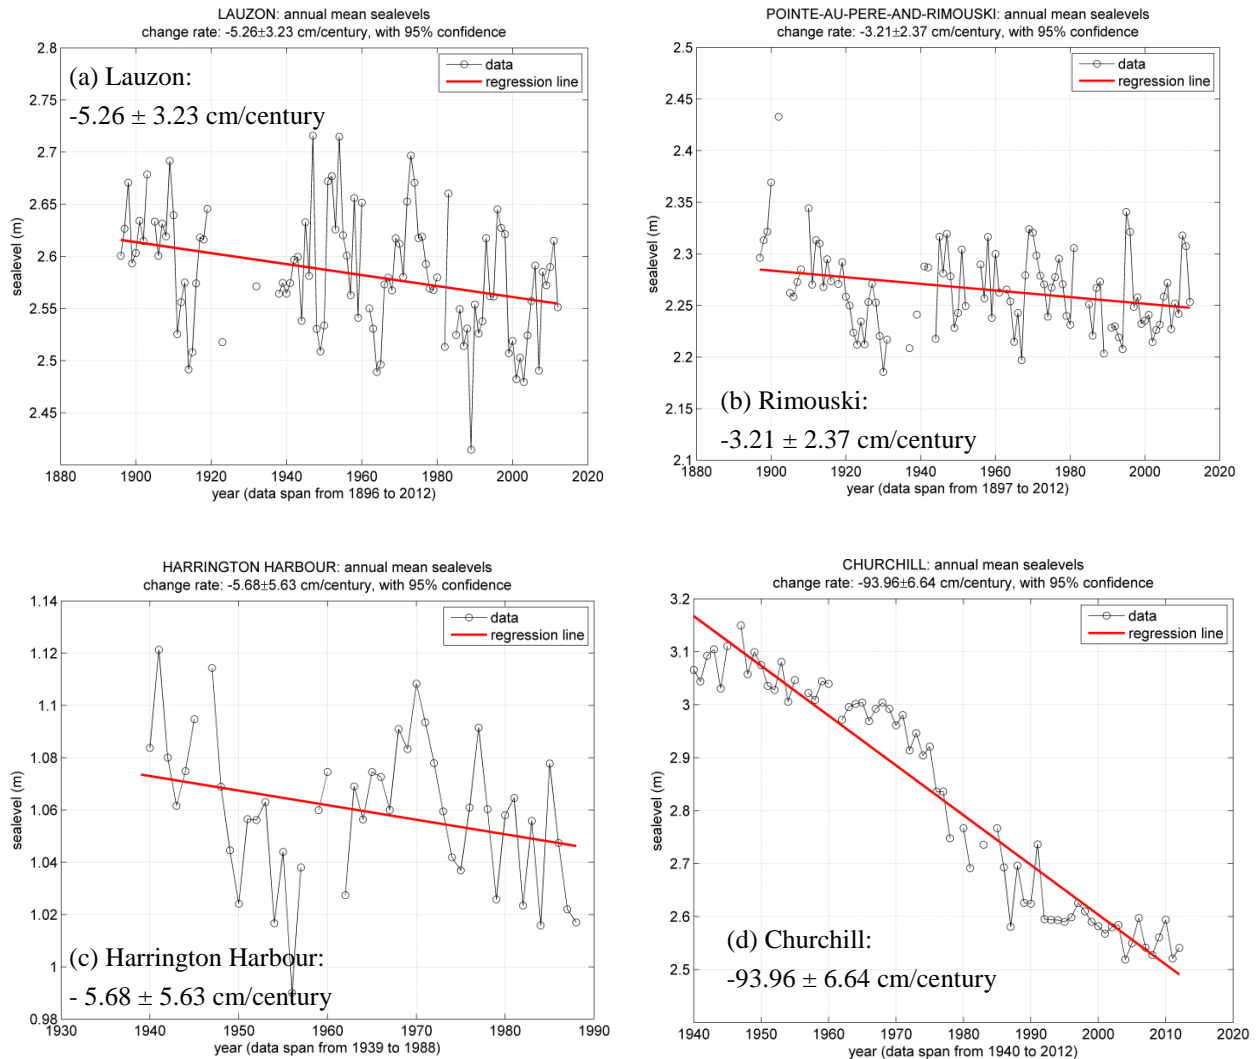 LAUZON: annual mean sealevels
change rate: -5.26±3.23 cm/century, with 95% confidence
2.8
2.75
2.7
2.65
2.6
2.55
2.5
2.45
sealevel (m)
data
regression line
(a) Lauzon:
-5.26 ± 3.23 cm/century
1880 1900 1920 1940 1960 1980 2000 2020
year (data span from 1896 to 2012)
POINTE-AU-PERE-AND-RIMOUSKI: annual mean sealevels
change rate: -3.21±2.37 cm/century, with 95% confidence
2.5
2.45
2.4
2.35
2.3
2.25
2.2
2.15
2.1
sealevel (m)
data
regression line
(b) Rimouski:
-3.21 ± 2.37 cm/century
1880 1900 1920 1940 1960 1980 2000 2020
year (data span from 1897 to 2012)
HARRINGTON HARBOUR: annual mean sealevels
change rate: -5.68±5.63 cm/century, with 95% confidence
1.14
1.12
1.1
1.08
1.06
1.04
1.02
1
0.98
sealevel (m)
data
regression line
(c) Harrington Harbour:
- 5.68 ± 5.63 cm/century
1930 1940 1950 1960 1970 1980 1990
year (data span from 1939 to 1988)
CHURCHILL: annual mean sealevels
change rate: -93.96±6.64 cm/century, with 95% confidence
3.2
3.1
3
2.9
2.8
2.7
2.6
2.5
sealevel (m)
data
regression line
(d) Churchill:
-93.96 ± 6.64 cm/century
1940 1950 1960 1970 1980 1990 2000 2010 2020
year (data span from 1940 to 2012)